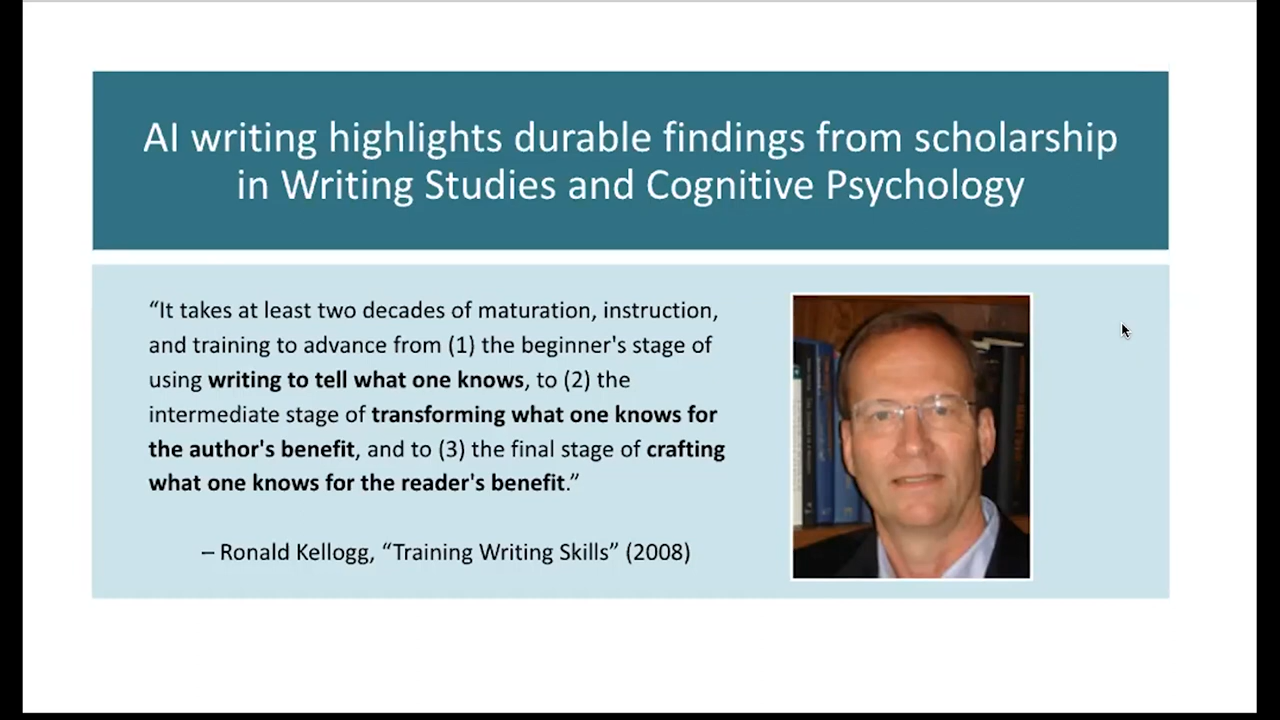 AI writing highlights durable findings from scholarship
in Writing Studies and Cognitive Psychology
“It takes at least two decades of maturation, instruction,
and training to advance from (1) the beginner's stage of
using writing to tell what one knows, to (2) the
intermediate stage of transforming what one knows for
the author's benefit, and to (3) the final stage of crafting
what one knows for the reader's benefit.”
– Ronald Kellogg, “Training Writing Skills” (2008)